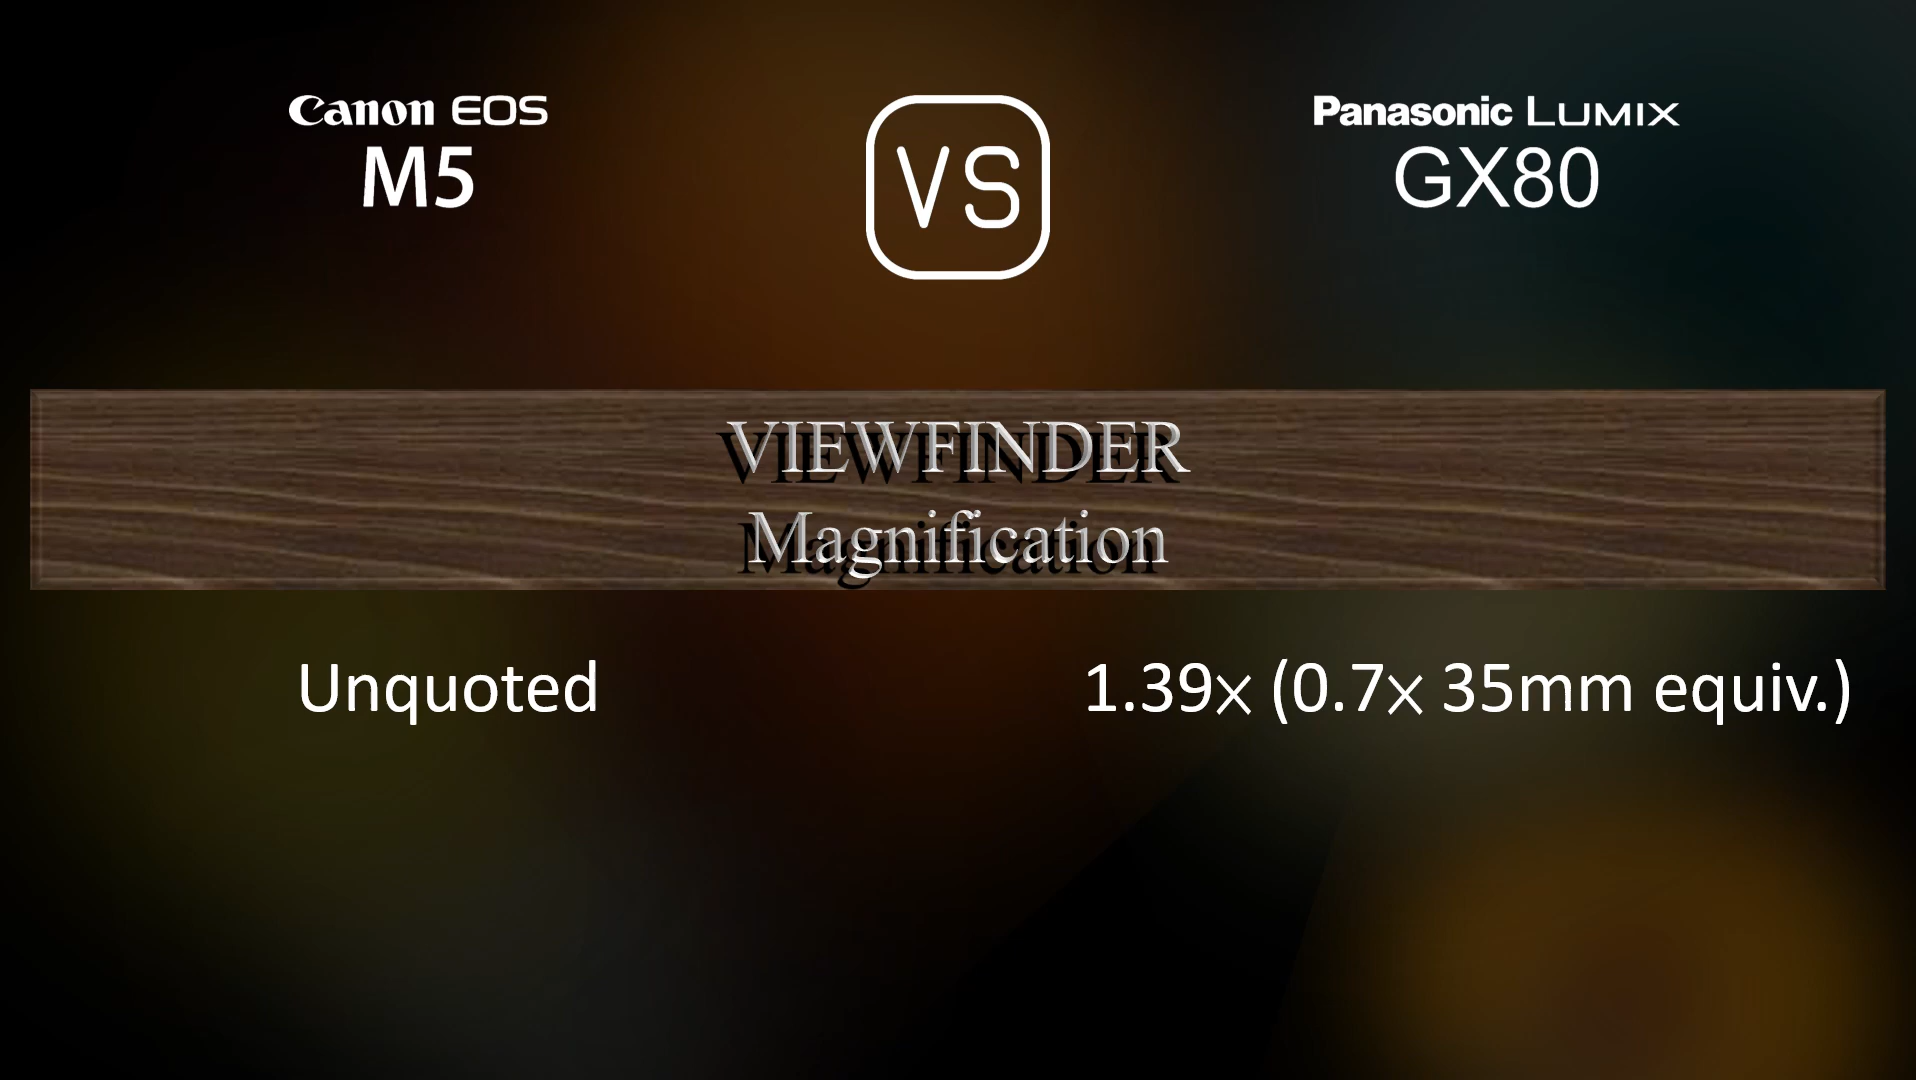 Canon EOS
M5
VS
Panasonic LUMIX
GX80
VIEWFINDER
Magnification
Unquoted
1.39x (0.7x 35mm equiv.)